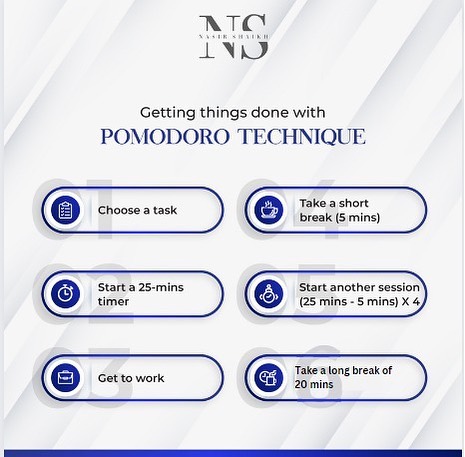 NS
NASIR SHAIKH
Getting things done with
POMODORO TECHNIQUE
01
Choose a task
02
Start a 25-mins
timer
03
Get to work
04
Take a short
break (5 mins)
05
Start another session
(25 mins - 5 mins) X 4
06
Take a long break of
20 mins